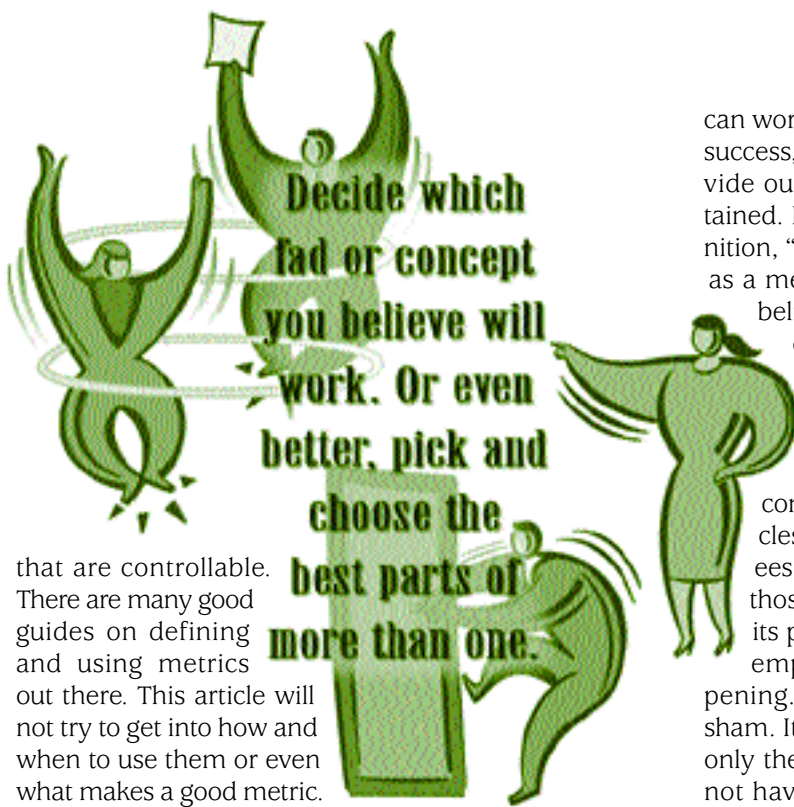 that are controllable.
There are many good
guides on defining
and using metrics
out there. This article will
not try to get into how and
when to use them or even
what makes a good metric.
Decide which
fad or concept
you believe will
work. Or even
better, pick and
choose the
best parts of
more than one.
can wor
success,
vide ou
tained.
nition, “
as a me
bel
con
cles
ees
thos
its p
emp
pening.
sham. It
only the
not hav